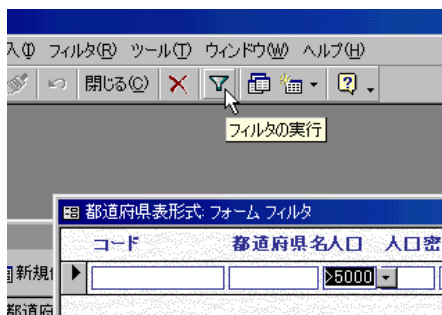 入(I) フィルタ(R) ツール(T) ウィンドウ(W) ヘルプ(H)
閉じる(C)
フィルタの実行
都道府県表形式: フォーム フィルタ
コード 都道府県名 人口 人口密
新規
>5000
都道府